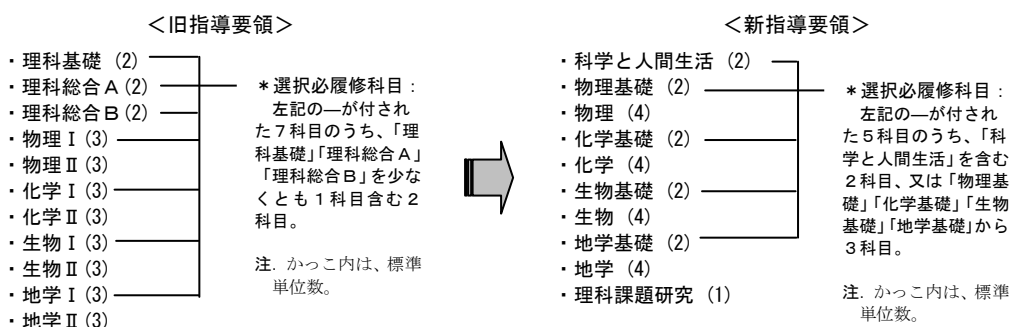 ＜旧指導要領＞
・理科基礎 (2)
・理科総合Ａ(2)
・理科総合Ｂ(2)
・物理Ⅰ(3)
・物理Ⅱ(3)
・化学Ⅰ(3)
・化学Ⅱ(3)
・生物Ⅰ(3)
・生物Ⅱ(3)
・地学Ⅰ(3)
・地学Ⅱ(3)
＊選択必履修科目：
左記の―が付され
た７科目のうち、「理
科基礎」「理科総合Ａ」
「理科総合Ｂ」を少な
くとも１科目含む２
科目。
注. かっこ内は、標準
単位数。
＜新指導要領＞
・科学と人間生活 (2)
・物理基礎 (2)
・物理 (4)
・化学基礎 (2)
・化学 (4)
・生物基礎 (2)
・生物 (4)
・地学基礎 (2)
・地学 (4)
・理科課題研究 (1)
＊選択必履修科目：
左記の―が付され
た５科目のうち、「科
学と人間生活」を含む
２科目、又は「物理基
礎」「化学基礎」「生物
基礎」「地学基礎」から
３科目。
注. かっこ内は、標準
単位数。